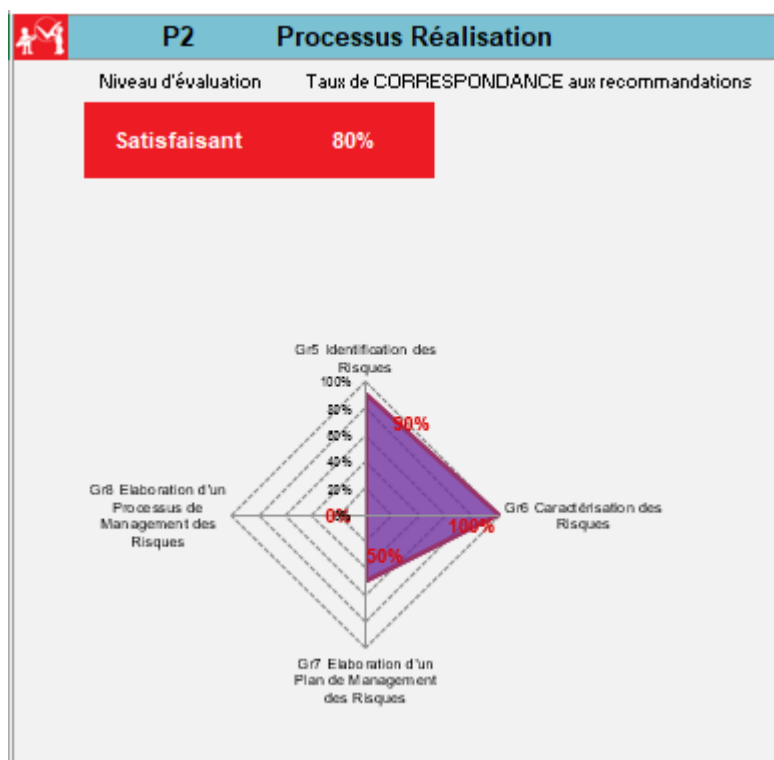 P2 Processus Réalisation
Niveau d'évaluation Taux de CORRESPONDANCE aux recommandations
Satisfaisant 80%
Gr5 Identification des
Risques
100%
80%
90%
60%
40%
20%
Gr8 Elaboration d'un
Processus de
Management des
Risques
0%
0%
Gr6 Caractérisation des
Risques
100%
50%
Gr7 Elaboration d'un
Plan de Management
des Risques